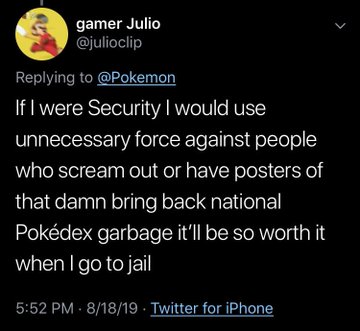 gamer Julio
@julioclip
Replying to @Pokemon
If I were Security I would use
unnecessary force against people
who scream out or have posters of
that damn bring back national
Pokédex garbage it’ll be so worth it
when I go to jail
5:52 PM · 8/18/19 · Twitter for iPhone